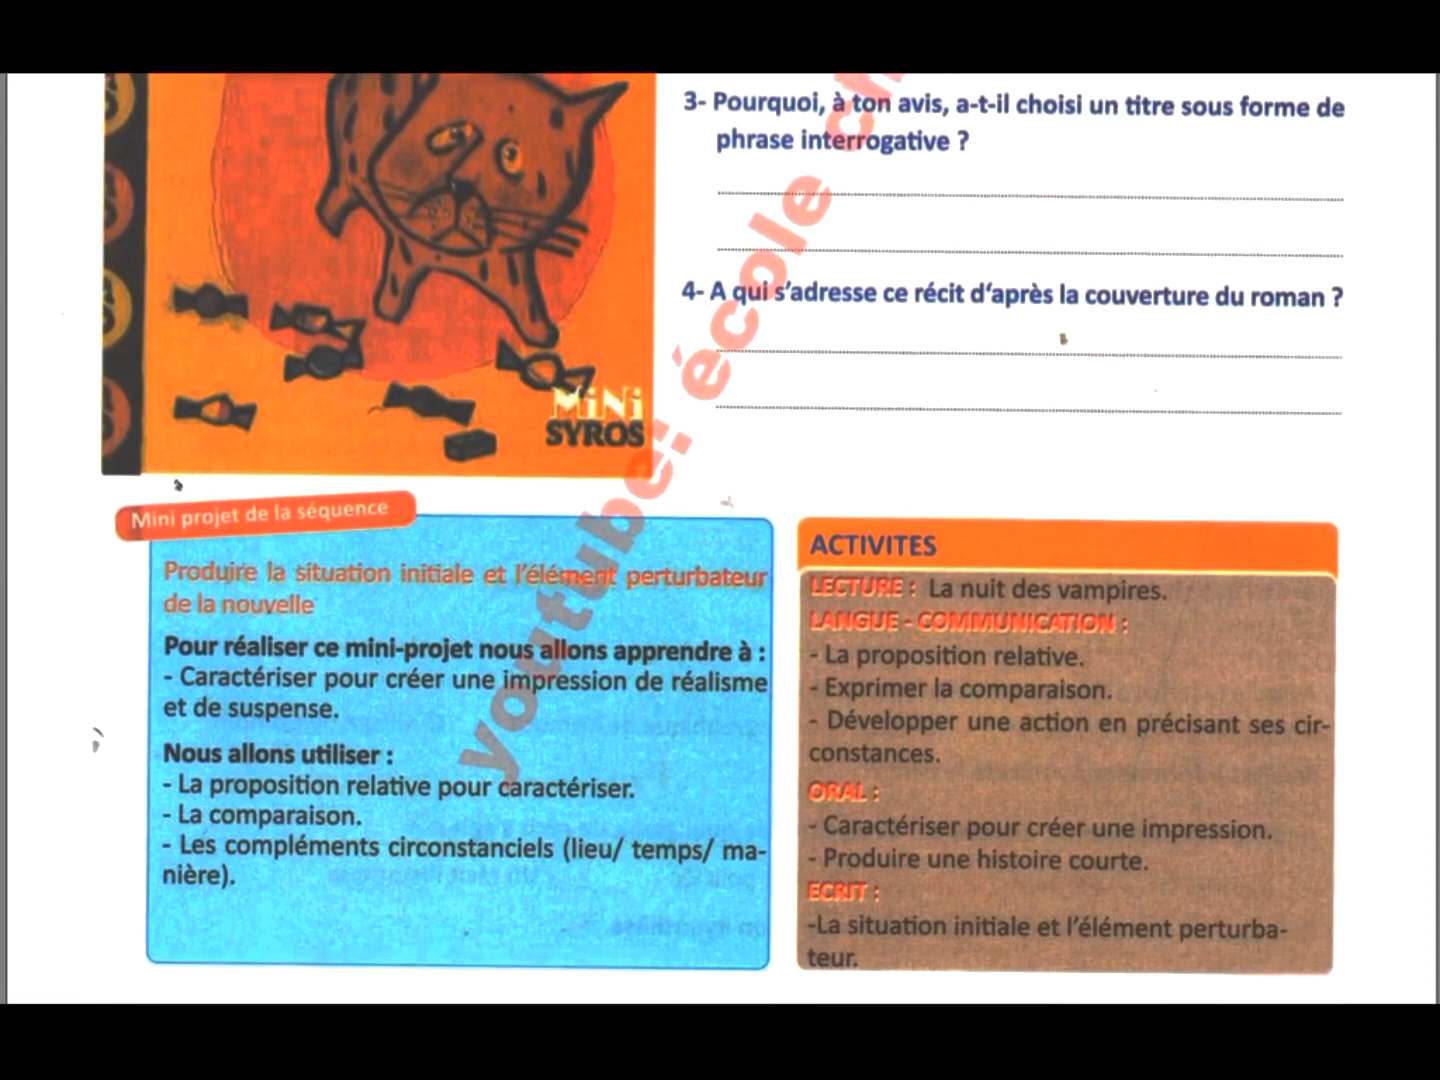 3- Pourquoi, à ton avis, a-t-il choisi un titre sous forme de
phrase interrogative ?
4- A qui s'adresse ce récit d'après la couverture du roman ?
MiNi
SYROS
Mini projet de la séquence
Produire la situation initiale et l'élément perturbateur
de la nouvelle
Pour réaliser ce mini-projet nous allons apprendre à :
- Caractériser pour créer une impression de réalisme
et de suspense.
Nous allons utiliser :
- La proposition relative pour caractériser.
- La comparaison.
- Les compléments circonstanciels (lieu/ temps/ ma-
nière).
ACTIVITES
LECTURE : La nuit des vampires.
LANGUE - COMMUNICATION :
- La proposition relative.
- Exprimer la comparaison.
- Développer une action en précisant ses cir-
constances.
ORAL :
- Caractériser pour créer une impression.
- Produire une histoire courte.
ECRIT :
-La situation initiale et l'élément perturba-
teur.
youtube: école